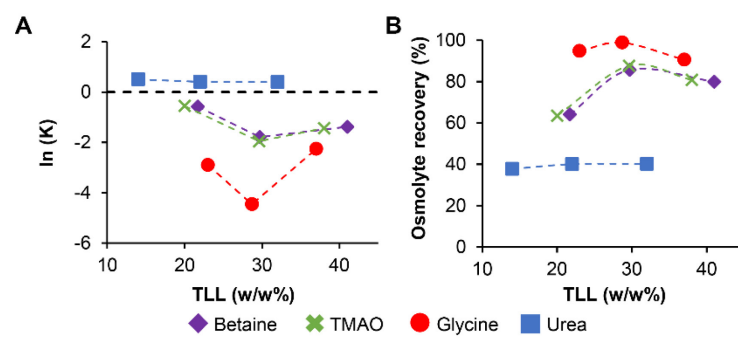 A
B
ln (K)
2
0
-2
-4
-6
10
20
30
40
TLL (w/w%)
Osmolyte recovery (%)
100
80
60
40
20
0
10
20
30
40
TLL (w/w%)
Betaine
TMAO
Glycine
Urea